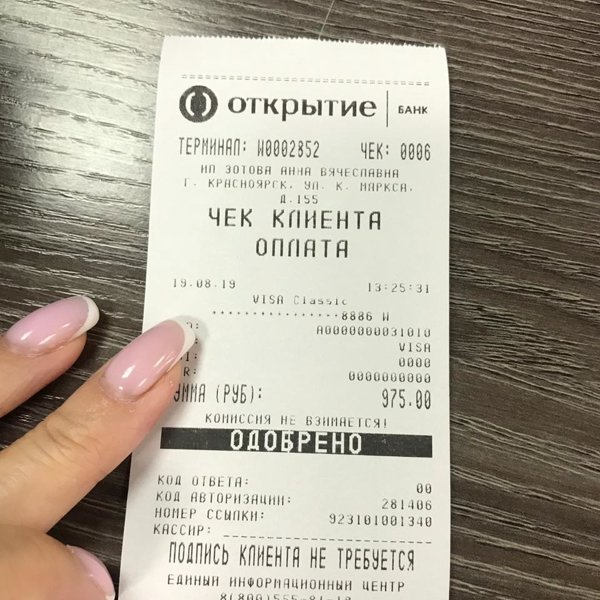 ОТКРЫТИЕ БАНК
ТЕРМИНАЛ: W0002852 ЧЕК: 0006
ИП ЗОТОВА АННА ВЯЧЕСЛАВНА
Г. КРАСНОЯРСК, УЛ. К. МАРКСА,
Д.155
ЧЕК КЛИЕНТА
ОПЛАТА
19.08.19 13:25:31
VISA Classic
****************8886 W
A0000000031010
VISA
0000
R: 0000000000
УММА (РУБ): 975.00
КОМИССИЯ НЕ ВЗИМАЕТСЯ!
ОДОБРЕНО
КОД ОТВЕТА: 00
КОД АВТОРИЗАЦИИ: 281406
НОМЕР ССЫЛКИ: 923101001340
КАССИР:
ПОДПИСЬ КЛИЕНТА НЕ ТРЕБУЕТСЯ
ЕДИНЫЙ ИНФОРМАЦИОННЫЙ ЦЕНТР